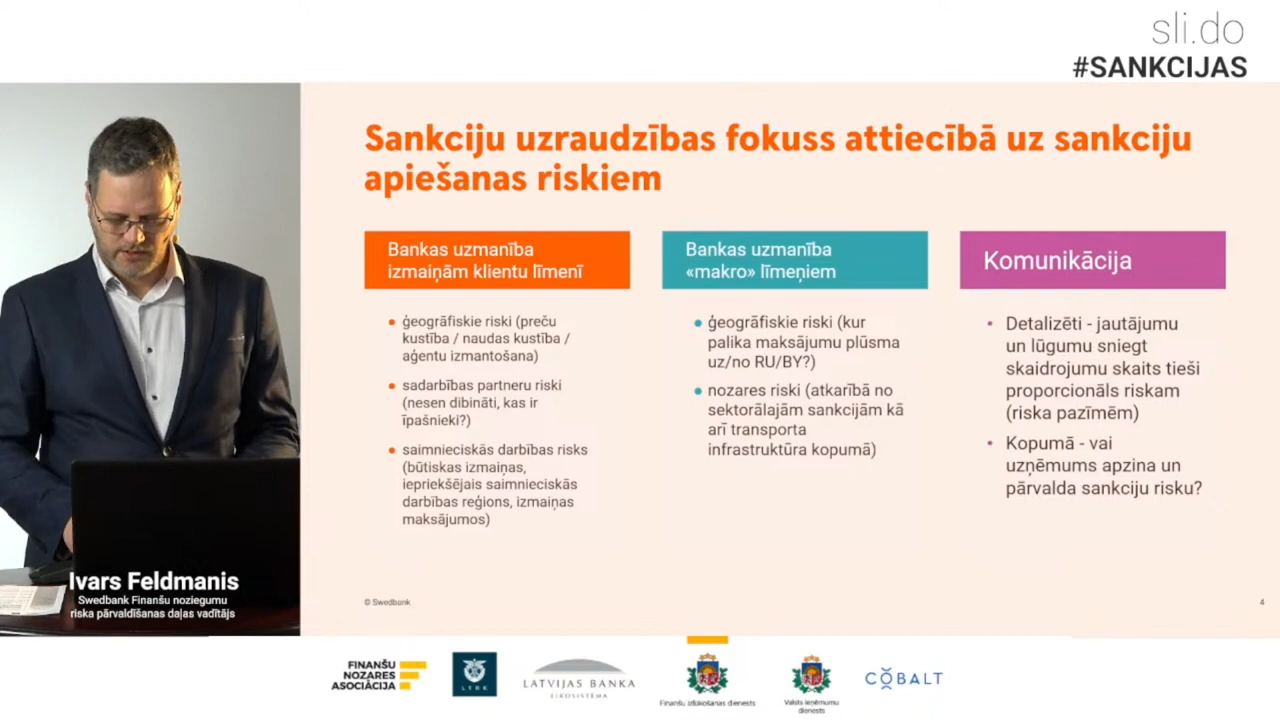 sli.do
#SANKCIJAS
Sankciju uzraudzības fokuss attiecībā uz sankciju
apiešanas riskiem
Bankas uzmanība
izmaiņām klientu līmenī
• ģeogrāfiskie riski (preču
kustība / naudas kustība /
aģentu izmantošana)
• sadarbības partneru riski
(nesen dibināti, kas ir
īpašnieki?)
• saimnieciskās darbības risks
(būtiskas izmaiņas,
iepriekšējais saimnieciskās
darbības reģions, izmaiņas
maksājumos)
Bankas uzmanība
«makro» līmeņiem
• ģeogrāfiskie riski (kur
palika maksājumu plūsma
uz/no RU/BY?)
• nozares riski (atkarībā no
sektorālajām sankcijām kā
arī transporta
infrastruktūra kopumā)
Komunikācija
• Detalizēti - jautājumu
un lūgumu sniegt
skaidrojumu skaits tieši
proporcionāls riskam
(riska pazīmēm)
• Kopumā - vai
uzņēmums apzina un
pārvalda sankciju risku?
Ivars Feldmanis
Swedbank Finanšu noziegumu
riska pārvaldīšanas daļas vadītājs
© Swedbank
4
FINANŠU
NOZARES
ASOCIĀCIJA
LTRK
LATVIJAS BANKA
EIROSISTĒMA
Finanšu izlūkošanas dienests
Valsts ieņēmumu
dienests
COBALT